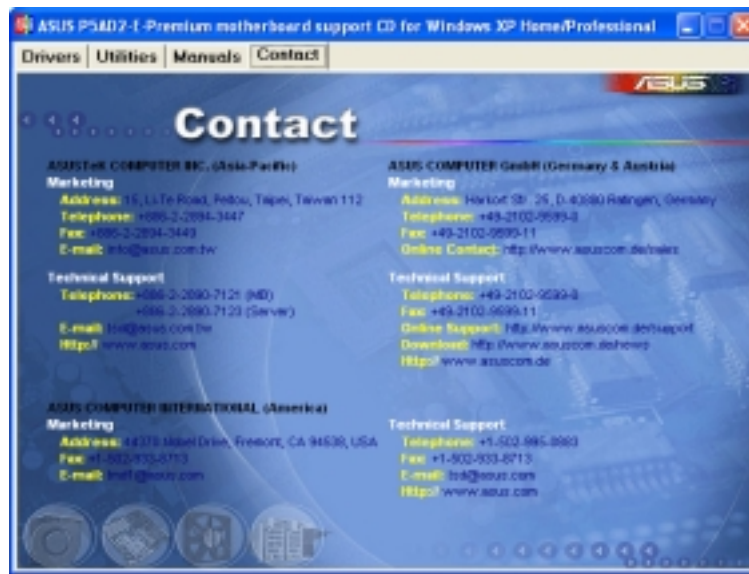 ASUS P5AD2-E-Premium motherboard support CD for Windows XP Home/Professional
Drivers Utilities Manuals Contact
ASUS
Contact
ASUSTeK COMPUTER INC. (Asia-Pacific)
Marketing
Address: 15, Li-Te Road, Peitou, Taipei, Taiwan 112
Telephone: +886-2-2894-3447
Fax: +886-2-2894-3449
E-mail: info@asus.com.tw
Technical Support
Telephone: +886-2-2890-7121 (MB)
+886-2-2890-7123 (Server)
E-mail: tsd@asus.com.tw
Http:// www.asus.com
ASUS COMPUTER GmbH (Germany & Austria)
Marketing
Address: Harkort Str. 25, D-40880 Ratingen, Germany
Telephone: +49-2102-9599-0
Fax: +49-2102-9599-11
Online Contact: http://www.asuscom.de/sales
Technical Support
Telephone: +49-2102-9599-0
Fax: +49-2102-9599-11
Online Support: http://www.asuscom.de/support
Download: http://www.asuscom.de/news
Http:// www.asuscom.de
ASUS COMPUTER INTERNATIONAL (America)
Marketing
Address: 44370 Nobel Drive, Fremont, CA 94538, USA
Fax: +1-502-933-8713
E-mail: tmd1@asus.com
Technical Support
Telephone: +1-502-995-0883
Fax: +1-502-933-8713
E-mail: tsd@asus.com
Http:// www.asus.com